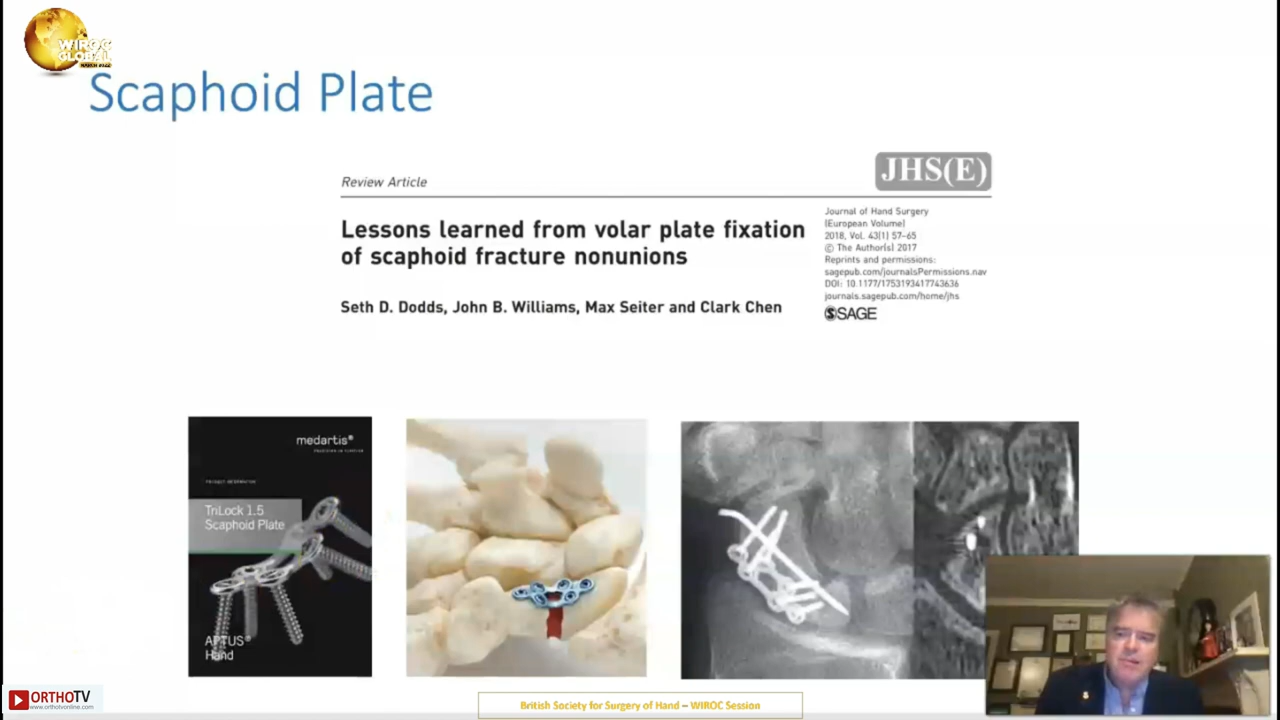 WIROC
GLOBAL
MARCH 2022
Scaphoid Plate
Review Article
JHS(E)
Lessons learned from volar plate fixation
of scaphoid fracture nonunions
Seth D. Dodds, John B. Williams, Max Seiter and Clark Chen
Journal of Hand Surgery
(European Volume)
2018, Vol. 43(1) 57–65
© The Author(s) 2017
Reprints and permissions:
sagepub.com/journalsPermissions.nav
DOI: 10.1177/1753193417743636
journals.sagepub.com/home/jhs
SAGE
medartis®
PRODUCT INFORMATION
TriLock 1.5
Scaphoid Plate
APTUS®
Hand
ORTHOTV
www.orthotvonline.com
British Society for Surgery of Hand – WIROC Session